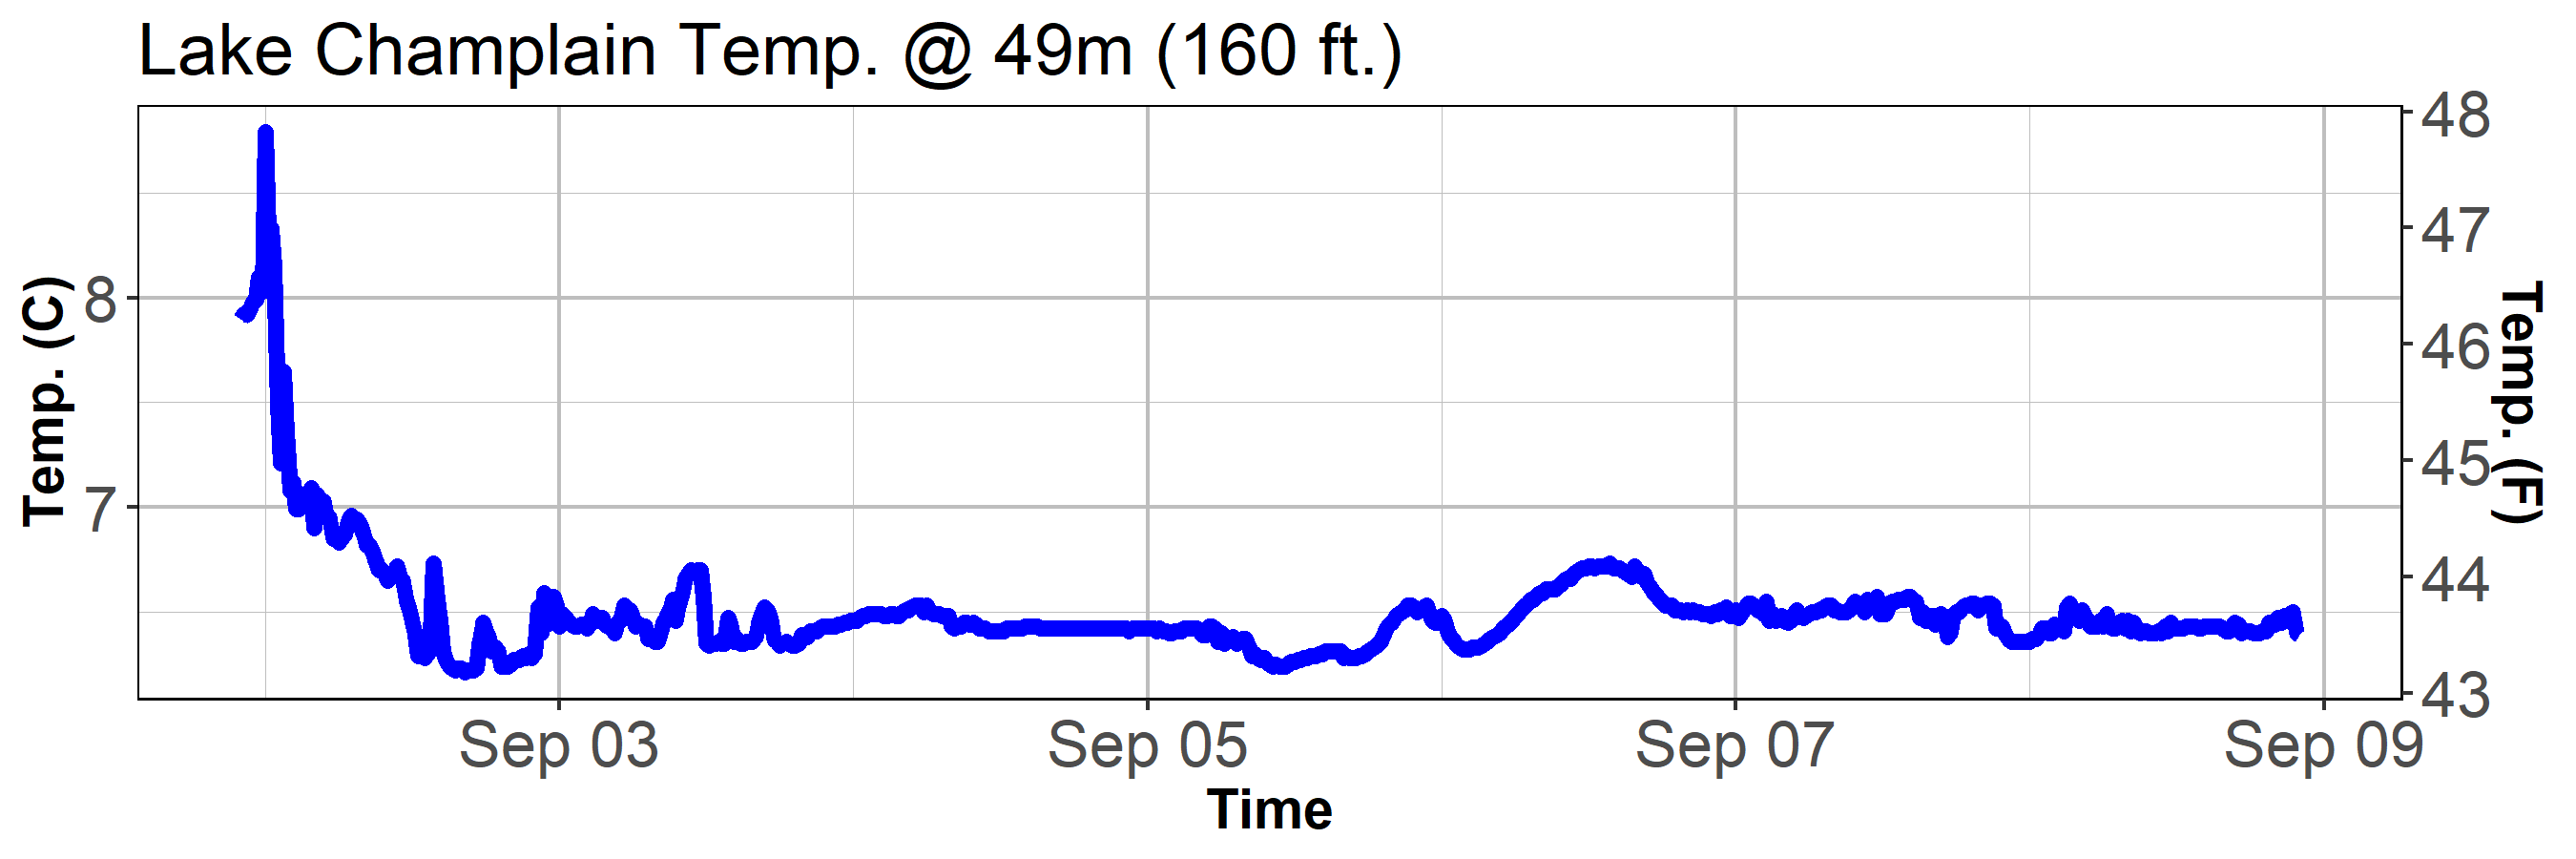 Lake Champlain Temp. @ 49m (160 ft.)
Temp. (C)
8
7
48
47
46
45
44
43
Temp. (F)
Sep 03 Sep 05 Sep 07 Sep 09
Time